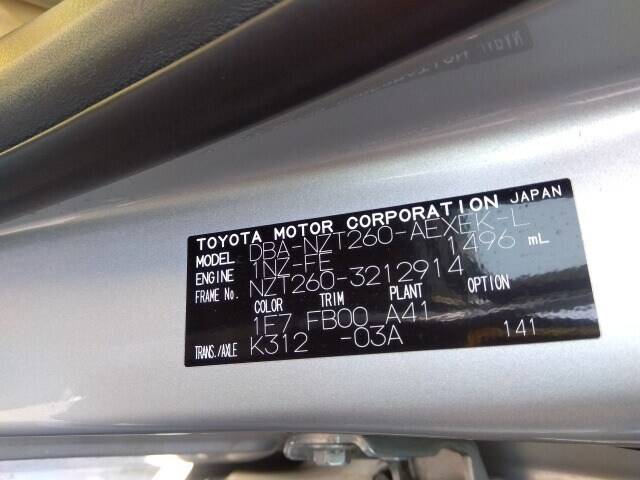 TOYOTA MOTOR CORPORATION JAPAN
MODEL DBA-NZT260-AEXEK-L
ENGINE 1NZ-FE 1496 mL
FRAME No. NZT260-3212914
COLOR TRIM PLANT OPTION
1E7 FB00 A41
TRANS./AXLE K312 -03A 141